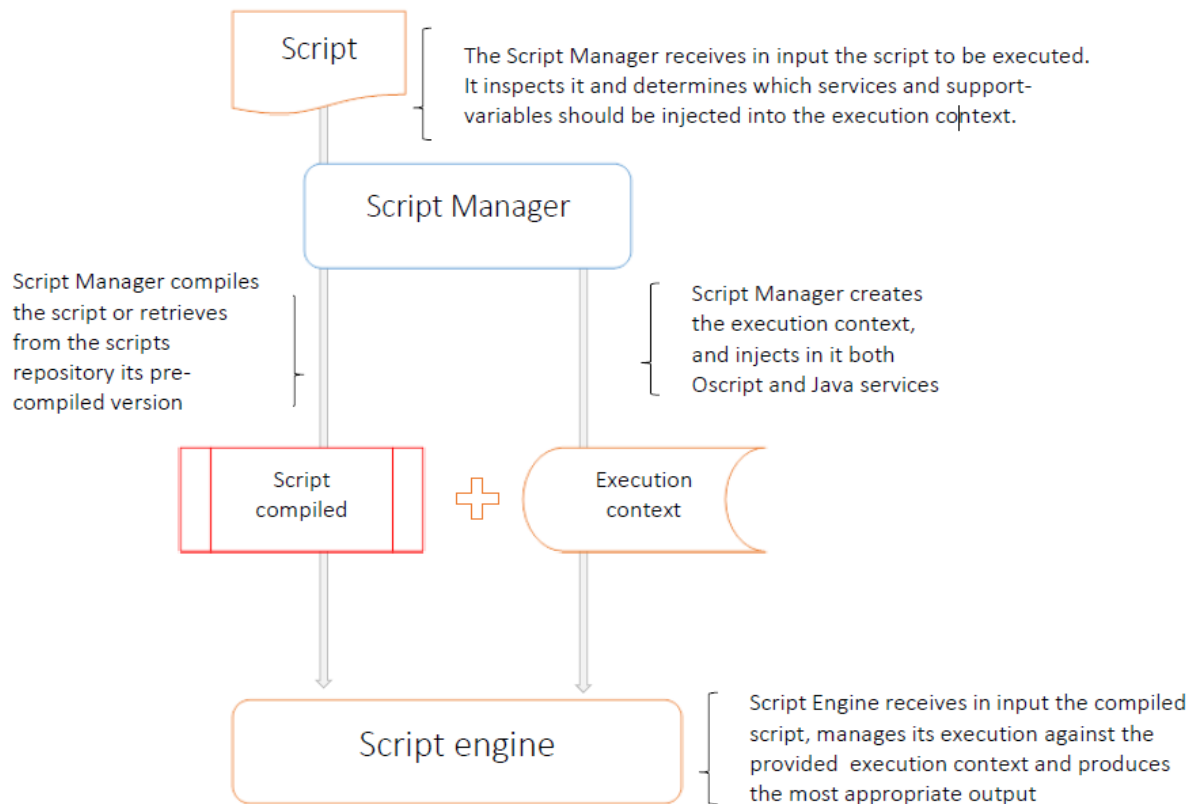 Script
The Script Manager receives in input the script to be executed.
It inspects it and determines which services and support-
variables should be injected into the execution context.
Script Manager
Script Manager compiles
the script or retrieves
from the scripts
repository its pre-
compiled version
Script Manager creates
the execution context,
and injects in it both
Oscript and Java services
Script
compiled
Execution
context
Script engine
Script Engine receives in input the compiled
script, manages its execution against the
provided execution context and produces
the most appropriate output